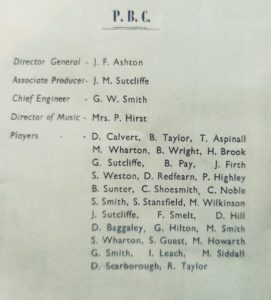 P. B. C.
Director General - J. F. Ashton
Associate Producer- J. M. Sutcliffe
Chief Engineer - G. W. Smith
Director of Music - Mrs. P. Hirst
Players - - D. Calvert, B. Taylor, T. Aspinall
M. Wharton, B. Wright, H. Brook
G. Sutcliffe, B. Pay, J. Firth
S. Weston, D. Redfearn, P. Highley
B. Sunter, C. Shoesmith, C. Noble
S. Smith, S. Stansfield, M. Wilkinson
J. Sutcliffe, F. Smelt, D. Hill
D. Baggaley, G. Hilton, M. Smith
S. Wharton, S. Guest, M. Howarth
G. Smith, I. Leach, M. Siddall
D. Scarborough, R. Taylor